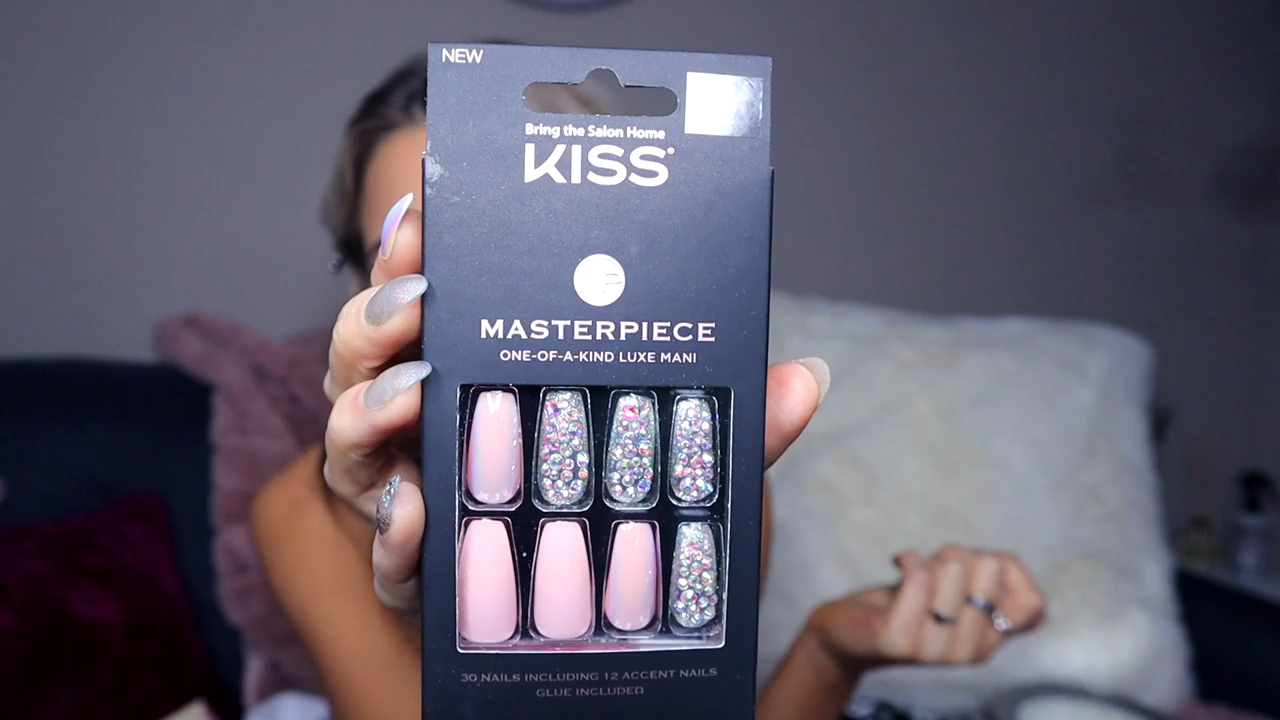 NEW
Bring the Salon Home
KISS
MASTERPIECE
ONE-OF-A-KIND LUXE MANI
30 NAILS INCLUDING 12 ACCENT NAILS
GLUE INCLUDED